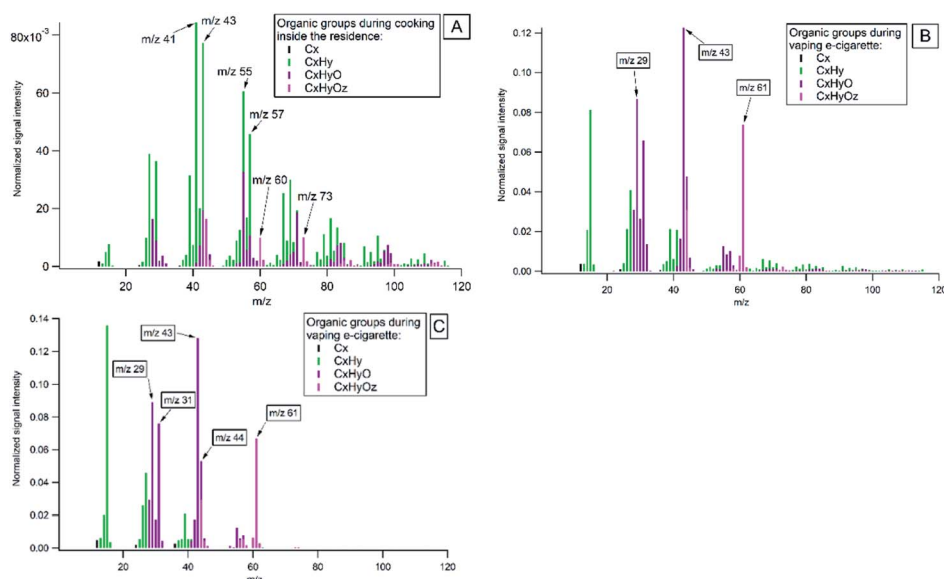 Organic groups during cooking
inside the residence:
Cx
CxHy
CxHyO
CxHyOz
A
m/z 41
m/z 43
m/z 55
m/z 57
m/z 60
m/z 73
Normalized signal intensity
80x10-3
60
40
20
0
20 40 60 80 100 120
m/z
Organic groups during
vaping e-cigarette:
Cx
CxHy
CxHyO
CxHyOz
B
m/z 29
m/z 43
m/z 61
Normalized signal intensity
0.12
0.10
0.08
0.06
0.04
0.02
0.00
20 40 60 80 100 120
m/z
Organic groups during
vaping e-cigarette:
Cx
CxHy
CxHyO
CxHyOz
C
m/z 43
m/z 29
m/z 31
m/z 44
m/z 61
Normalized signal intensity
0.14
0.12
0.10
0.08
0.06
0.04
0.02
0.00
20 40 60 80 100 120
m/z